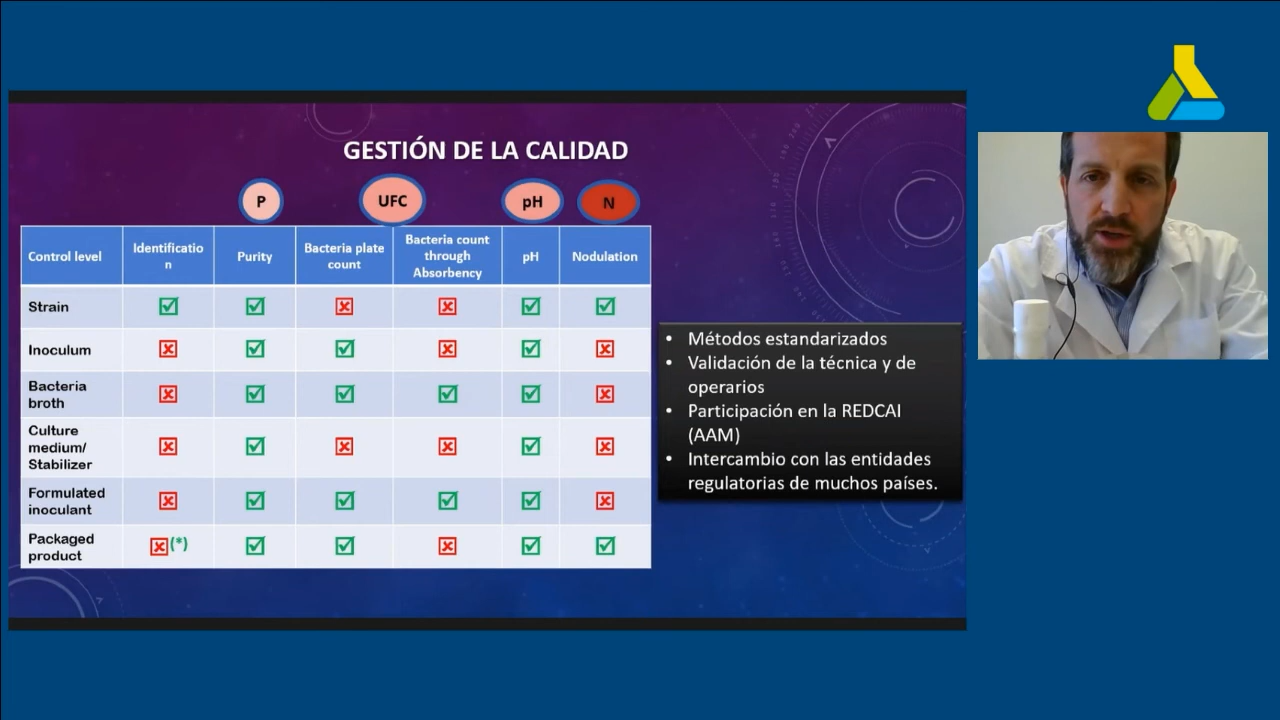 GESTIÓN DE LA CALIDAD
P UFC pH N
Control level
Identificatio
n
Purity
Bacteria plate
count
Bacteria count
through
Absorbency
pH
Nodulation
Strain
Inoculum
Bacteria
broth
Culture
medium/
Stabilizer
Formulated
inoculant
Packaged
product
(*)
• Métodos estandarizados
• Validación de la técnica y de
operarios
• Participación en la REDCAI
(AAM)
• Intercambio con las entidades
regulatorias de muchos países.